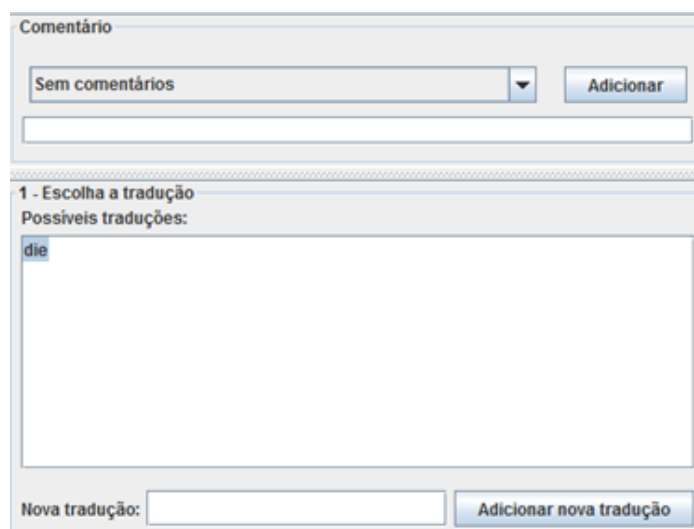 Comentário
Sem comentários
Adicionar
1 - Escolha a tradução
Possíveis traduções:
die
Nova tradução:
Adicionar nova tradução